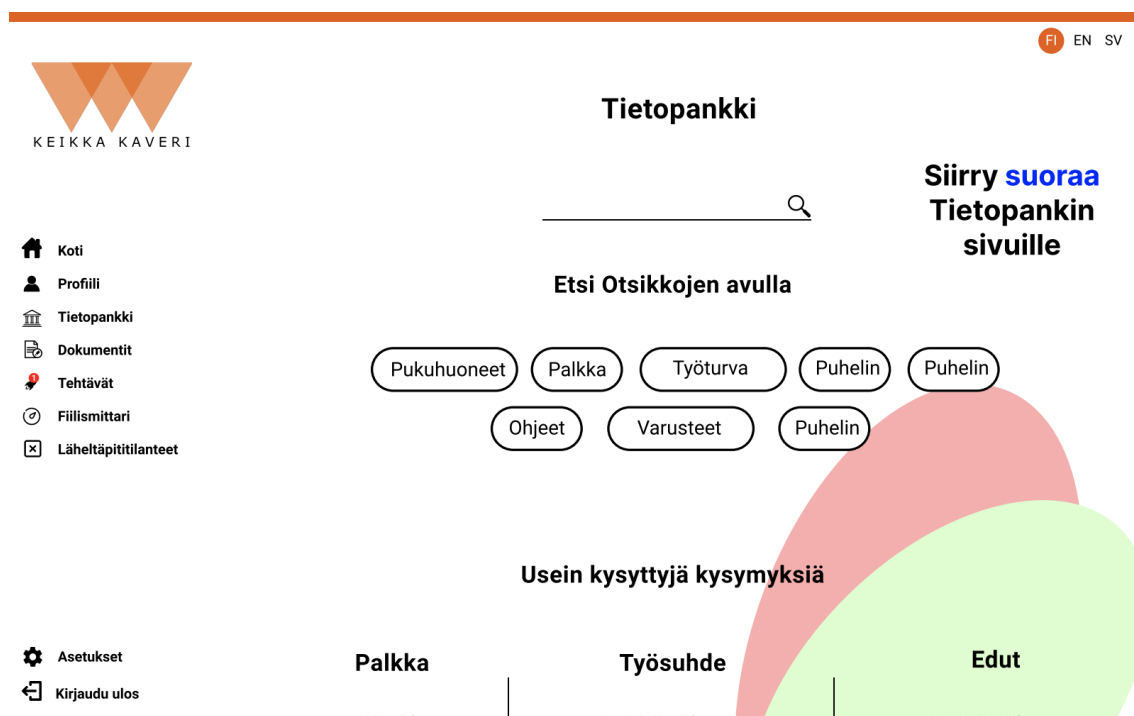 FI EN SV
KEIKKA KAVERI
Tietopankki
Siirry suoraa
Tietopankin
sivuille
Koti
Profiili
Tietopankki
Dokumentit
1
Tehtävät
Fiilismittari
Läheltäpititilanteet
Etsi Otsikkojen avulla
Pukuhuoneet Palkka Työturva Puhelin Puhelin
Ohjeet Varusteet Puhelin
Usein kysyttyjä kysymyksiä
Palkka Työsuhde Edut
Asetukset
Kirjaudu ulos